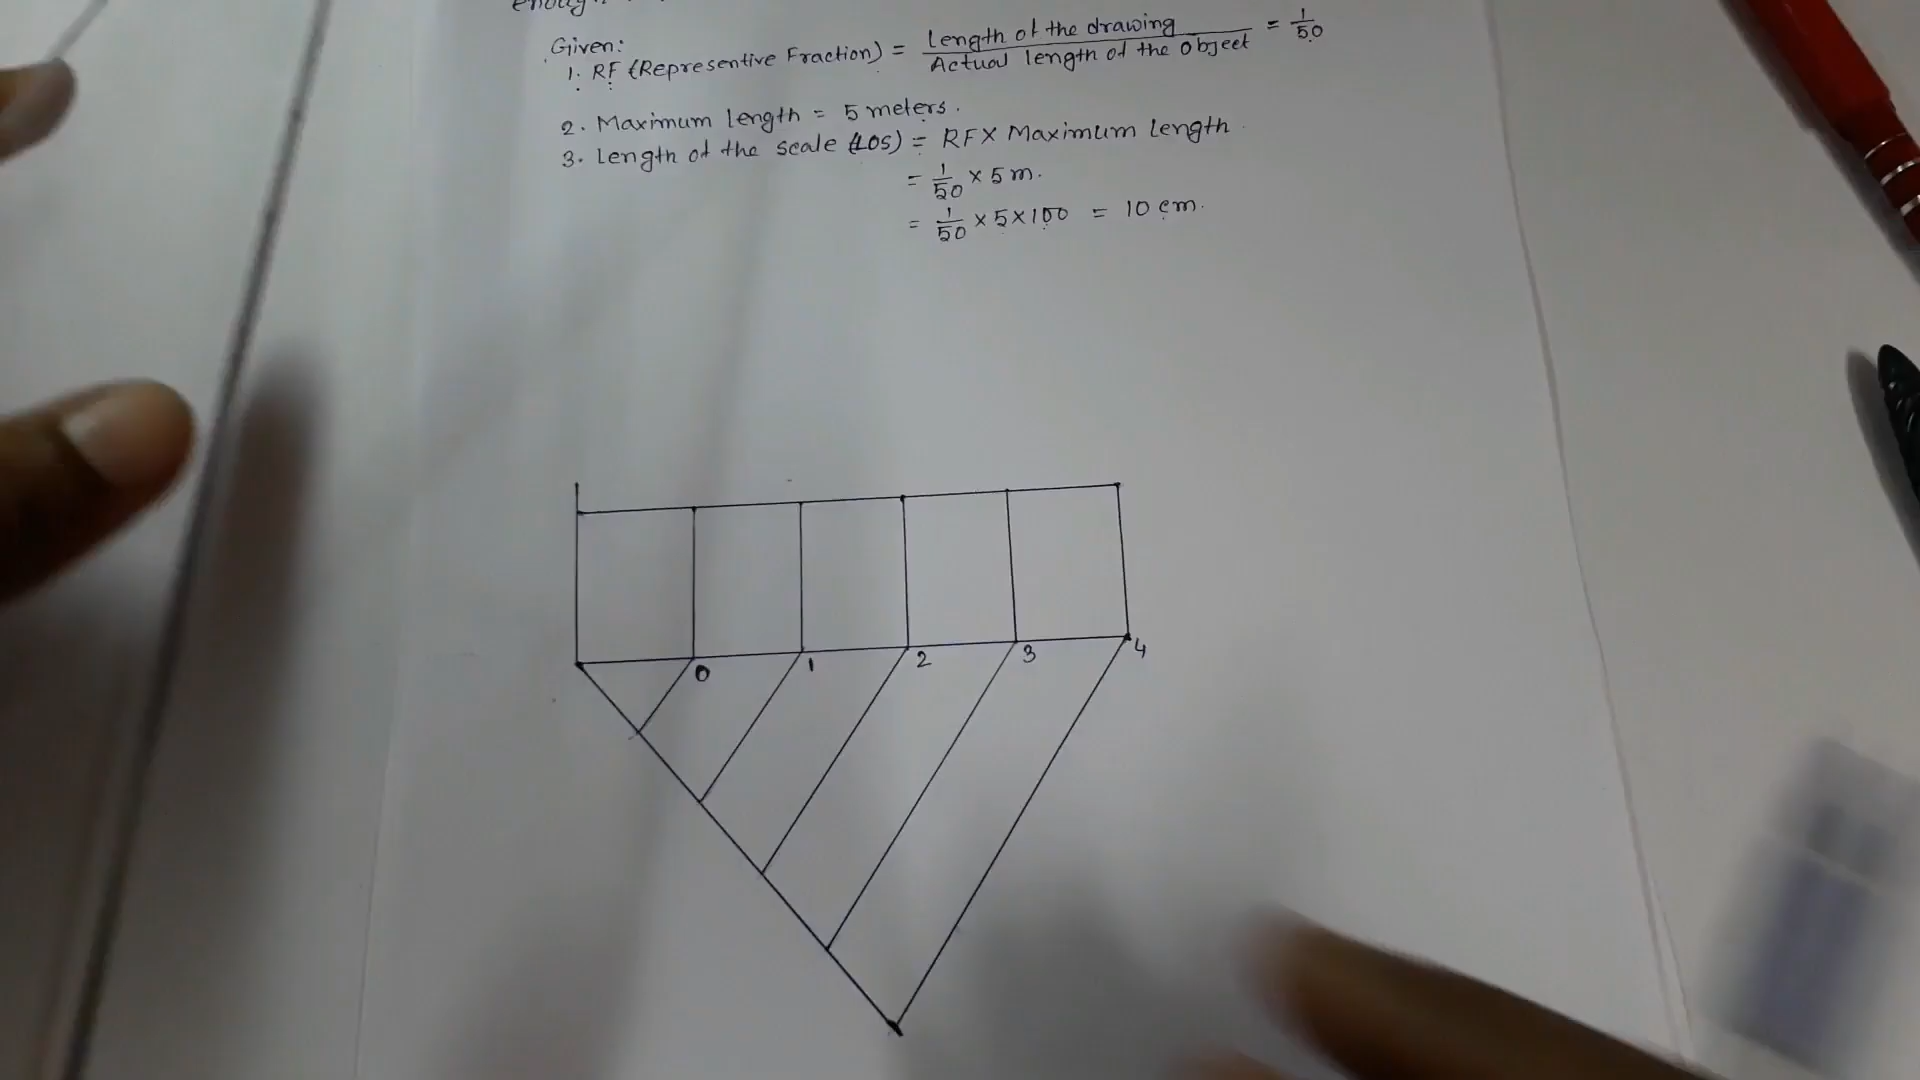 enough
Given:
1. RF (Representive Fraction) = Length of the drawing / Actual length of the Object = 1/50
2. Maximum length = 5 meters.
3. Length of the scale (LOS) = RF X Maximum Length
= 1/50 × 5 m.
= 1/50 × 5 × 100 = 10 cm.
0 1 2 3 4